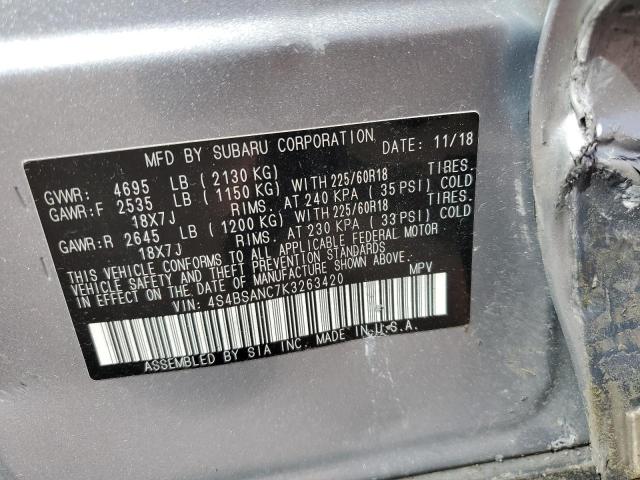 MFD BY SUBARU CORPORATION DATE: 11/18
GVWR: 4695 LB (2130 KG)
GAWR:F 2535 LB (1150 KG) WITH 225/60R18 TIRES.
18X7J RIMS. AT 240 KPA (35 PSI) COLD
GAWR:R 2645 LB (1200 KG) WITH 225/60R18 TIRES.
18X7J RIMS. AT 230 KPA (33 PSI) COLD
THIS VEHICLE CONFORMS TO ALL APPLICABLE FEDERAL MOTOR
VEHICLE SAFETY AND THEFT PREVENTION STANDARDS
IN EFFECT ON THE DATE OF MANUFACTURE SHOWN ABOVE.
VIN: 4S4BSANC7K3263420 MPV
ASSEMBLED BY SIA INC. MADE IN U.S.A.